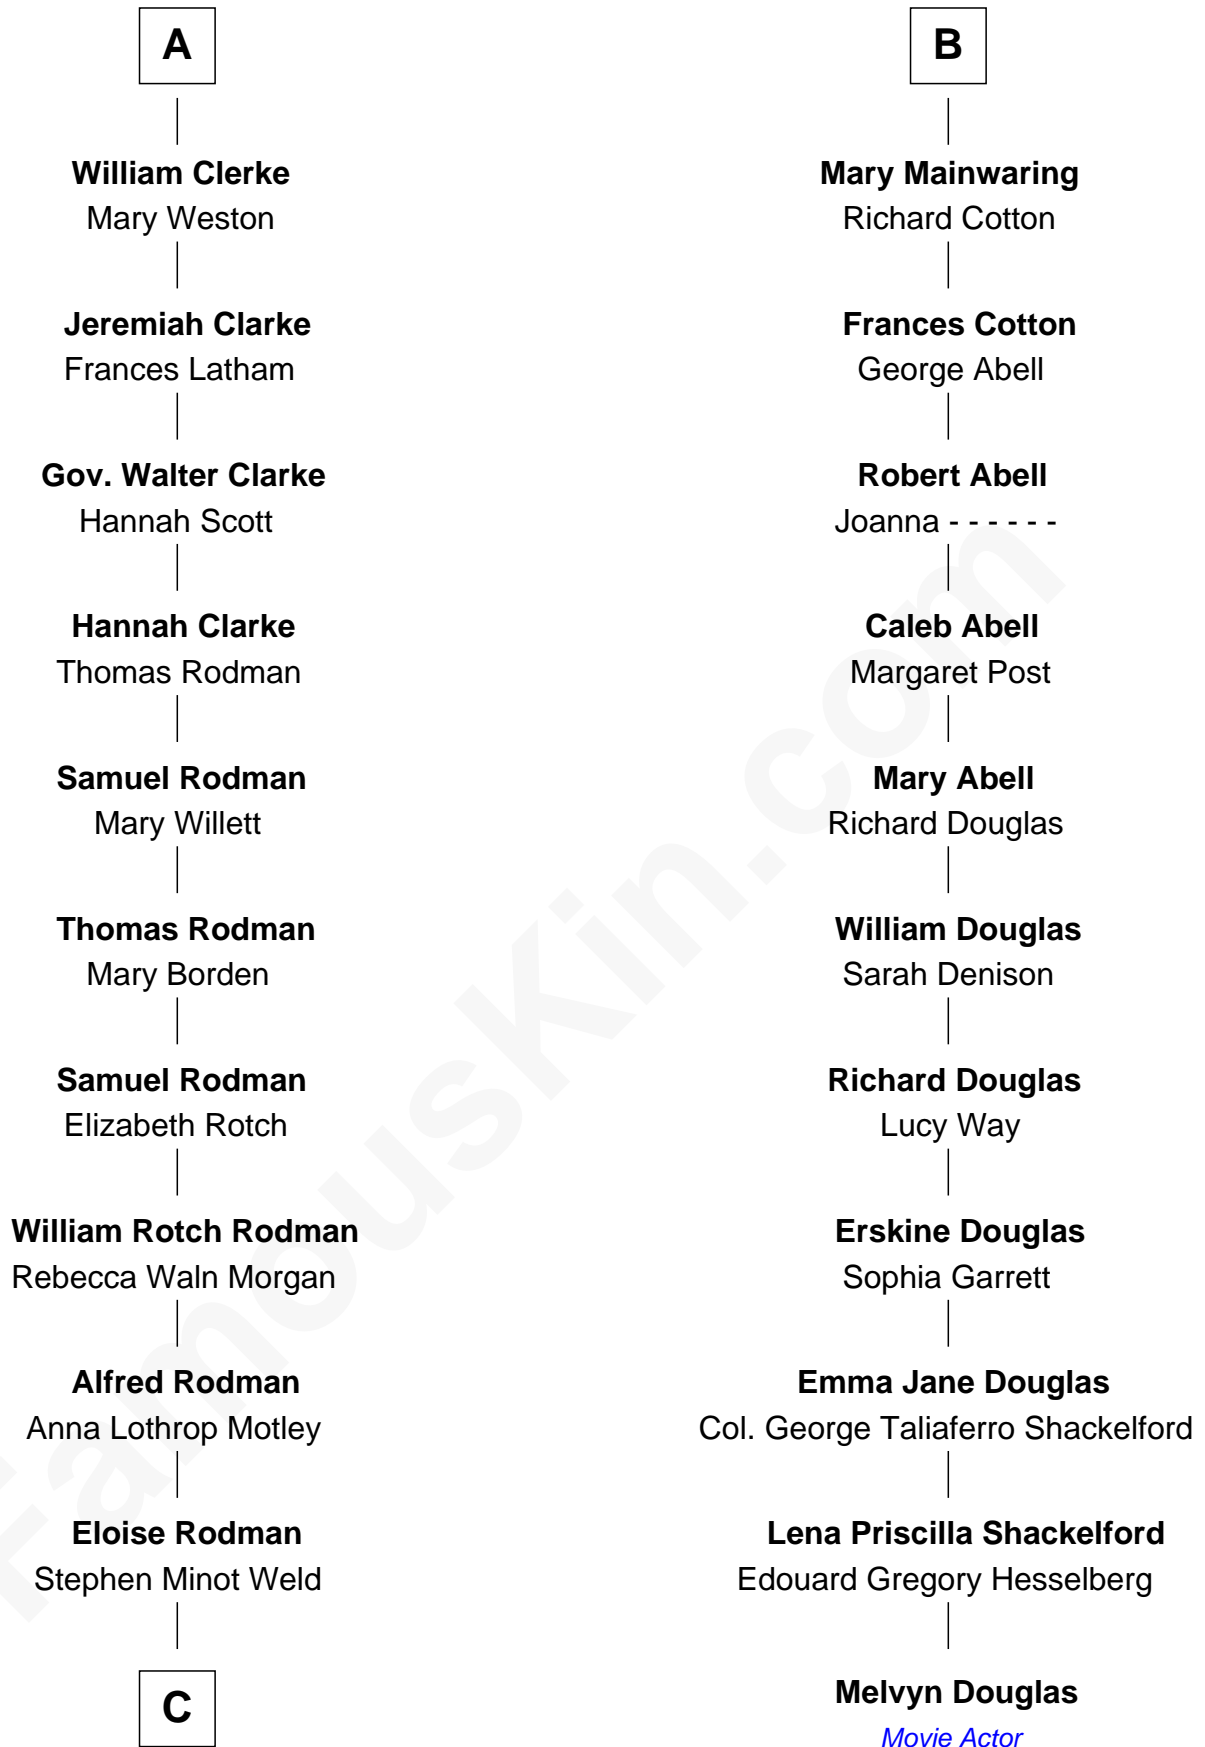 A
William Clerke
Mary Weston
Jeremiah Clarke
Frances Latham
Gov. Walter Clarke
Hannah Scott
Hannah Clarke
Thomas Rodman
Samuel Rodman
Mary Willett
Thomas Rodman
Mary Borden
Samuel Rodman
Elizabeth Rotch
William Rotch Rodman
Rebecca Waln Morgan
Alfred Rodman
Anna Lothrop Motley
Eloise Rodman
Stephen Minot Weld
C
B
Mary Mainwaring
Richard Cotton
Frances Cotton
George Abell
Robert Abell
Joanna - - - - - -
Caleb Abell
Margaret Post
Mary Abell
Richard Douglas
William Douglas
Sarah Denison
Richard Douglas
Lucy Way
Erskine Douglas
Sophia Garrett
Emma Jane Douglas
Col. George Taliaferro Shackelford
Lena Priscilla Shackelford
Edouard Gregory Hesselberg
Melvyn Douglas
Movie Actor
FamousKin.com